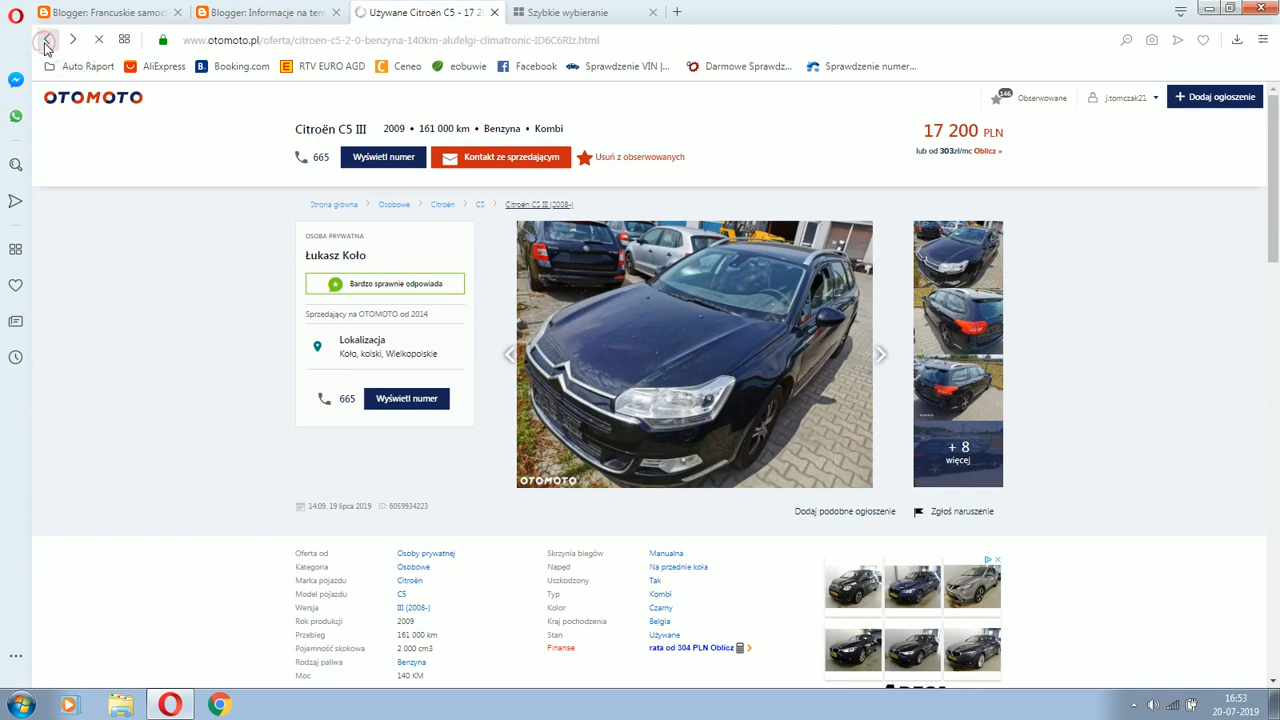 Blogger: Francuskie samoch
Blogger: Informacje na tem
Używane Citroën C5 - 17 2
Szybkie wybieranie
www.otomoto.pl/oferta/citroen-c5-2-0-benzyna-140km-alufelgi-climatronic-ID6C6RIz.html
Auto Raport
AliExpress
Booking.com
RTV EURO AGD
Ceneo
eobuwie
Facebook
Sprawdzenie VIN |...
Darmowe Sprawdz...
Sprawdzenie numer...
OTOMOTO
146
Obserwowane
j.tomczak21
+ Dodaj ogłoszenie
Citroën C5 III
2009 • 161 000 km • Benzyna • Kombi
17 200 PLN
665
Wyświetl numer
Kontakt ze sprzedającym
Usuń z obserwowanych
lub od 303zł/mc Oblicz »
Strona główna
Osobowe
Citroën
C5
Citroën C5 III (2008-)
OSOBA PRYWATNA
Łukasz Koło
Bardzo sprawnie odpowiada
Sprzedający na OTOMOTO od 2014
Lokalizacja
Koło, kolski, Wielkopolskie
665
Wyświetl numer
OTOMOTO
+ 8
więcej
14:09, 19 lipca 2019
ID: 6059934223
Dodaj podobne ogłoszenie
Zgłoś naruszenie
Oferta od
Osoby prywatnej
Kategoria
Osobowe
Marka pojazdu
Citroën
Model pojazdu
C5
Wersja
III (2008-)
Rok produkcji
2009
Przebieg
161 000 km
Pojemność skokowa
2 000 cm3
Rodzaj paliwa
Benzyna
Moc
140 KM
Skrzynia biegów
Manualna
Napęd
Na przednie koła
Uszkodzony
Tak
Typ
Kombi
Kolor
Czarny
Kraj pochodzenia
Belgia
Stan
Używane
Finanse
rata od 304 PLN Oblicz
16:53
20-07-2019